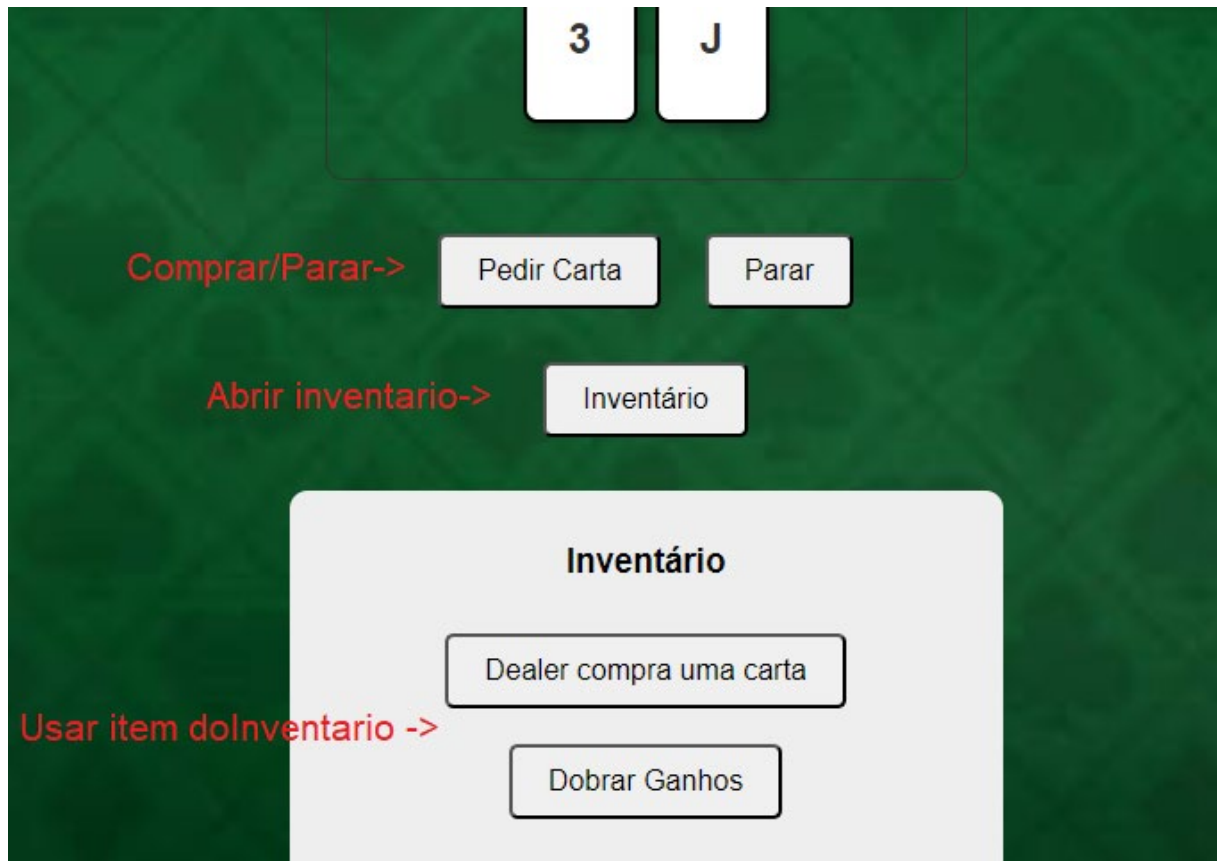 3 J
Comprar/Parar-> Pedir Carta Parar
Abrir inventario-> Inventário
Inventário
Dealer compra uma carta
Usar item doInventario ->
Dobrar Ganhos